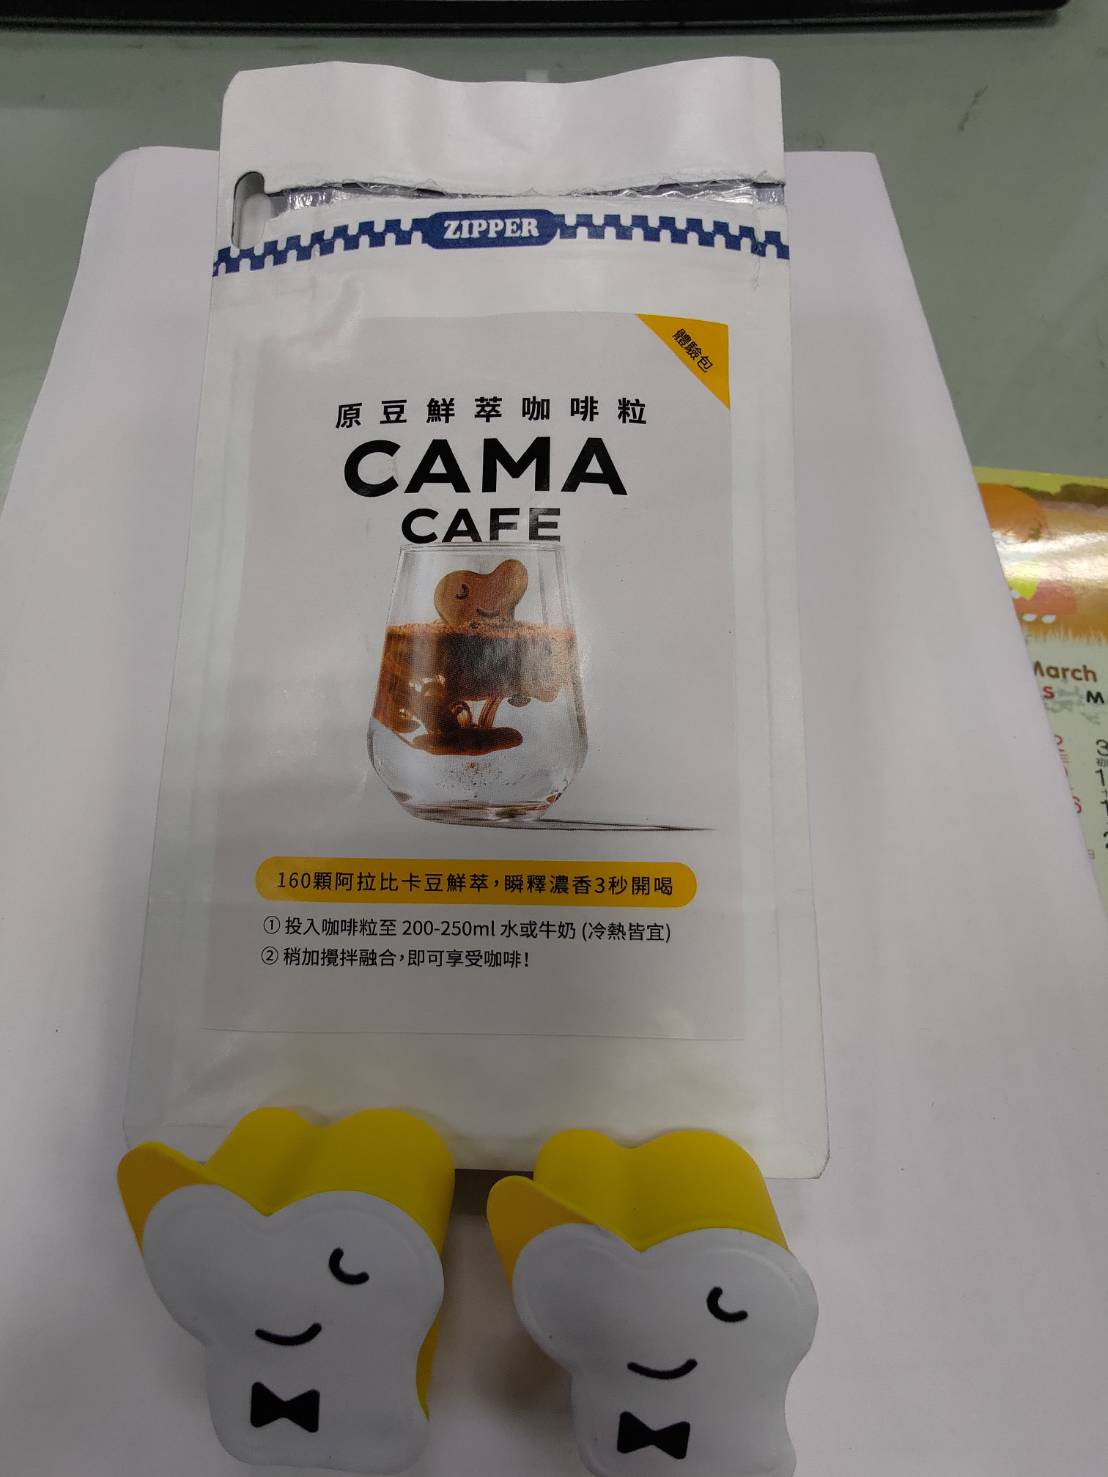 ZIPPER
體驗包
原豆鮮萃咖啡粒
CAMA
CAFE
160顆阿拉比卡豆鮮萃,瞬釋濃香3秒開喝
① 投入咖啡粒至 200-250ml 水或牛奶 (冷熱皆宜)
② 稍加攪拌融合,即可享受咖啡!
March
S M